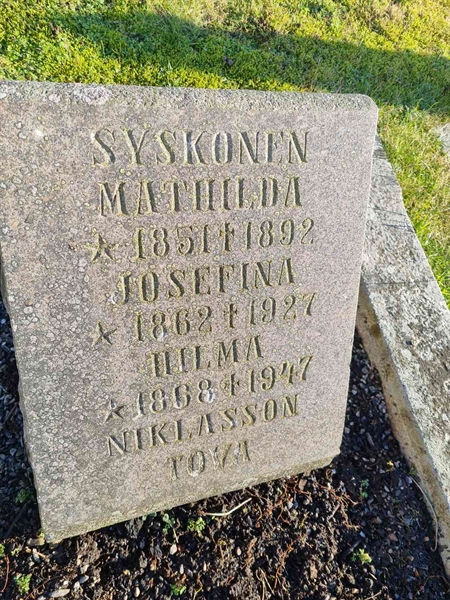 SYSKONEN
MATHILDA
* 1851 † 1892
JOSEFINA
* 1862 † 1927
HILMA
* 1868 † 1947
NIKLASSON
TOVA